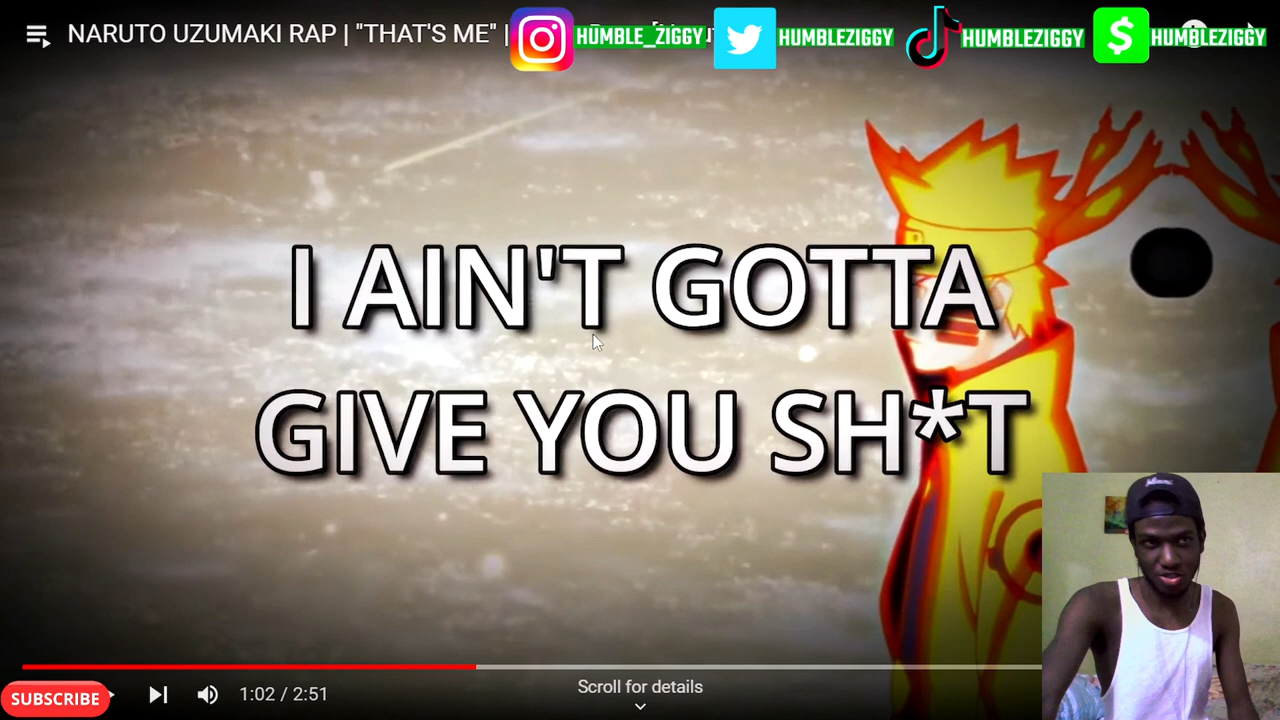 NARUTO UZUMAKI RAP | "THAT'S ME" |
HUMBLE_ZIGGY
HUMBLEZIGGY
HUMBLEZIGGY
$
HUMBLEZIGGY
I AIN'T GOTTA
GIVE YOU SH*T
SUBSCRIBE
1:02 / 2:51
Scroll for details